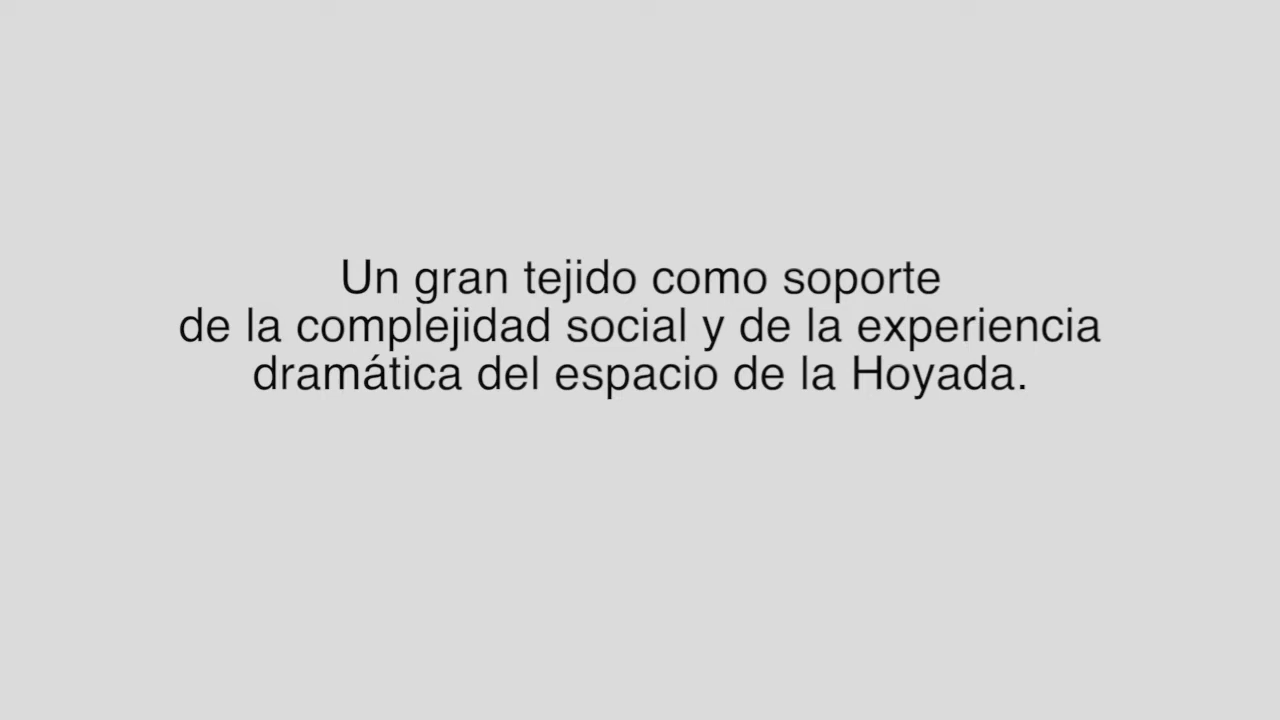 Un gran tejido como soporte
de la complejidad social y de la experiencia
dramática del espacio de la Hoyada.